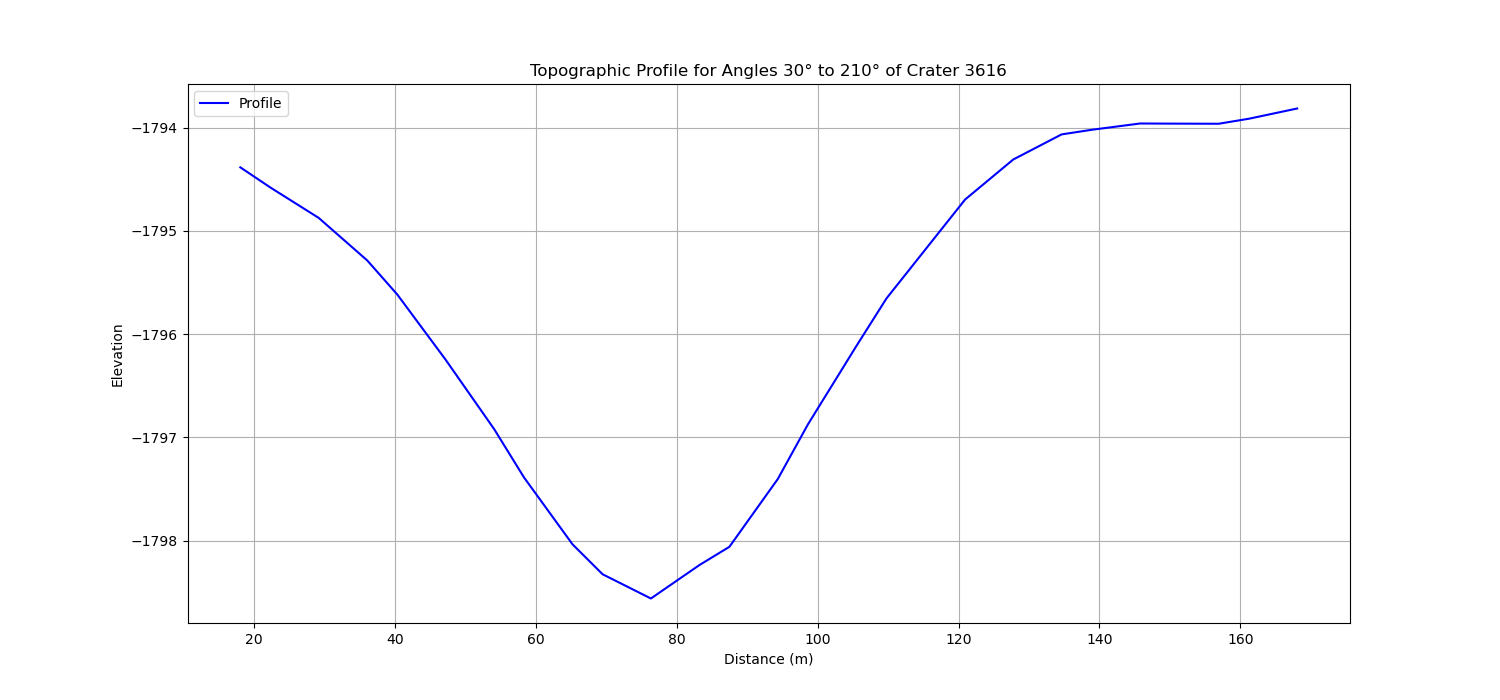 Topographic Profile for Angles 30° to 210° of Crater 3616
Profile
−1794
−1795
−1796
−1797
−1798
Elevation
20 40 60 80 100 120 140 160
Distance (m)